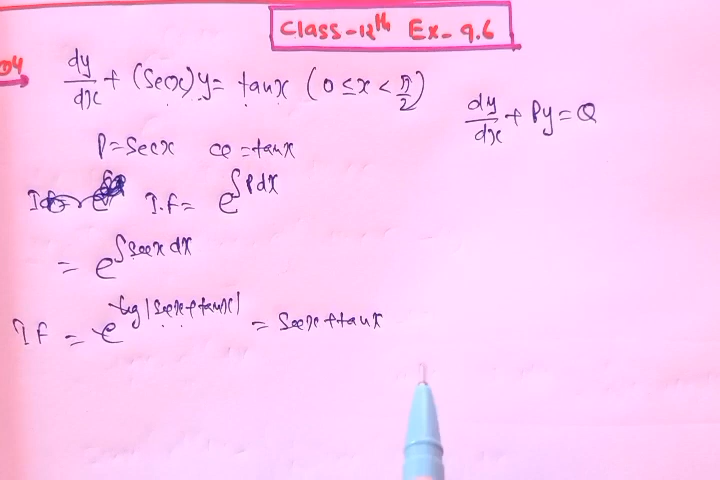 Class-12th Ex-9.6
04 dy/dx + (Secx)y = tanx (0 ≤ x < π/2)
dy/dx + Py = Q
P = Secx Q = tanx
I.f = e^∫Pdx
= e^∫secx dx
If = e^log|secx+tanx| = Secx+tanx